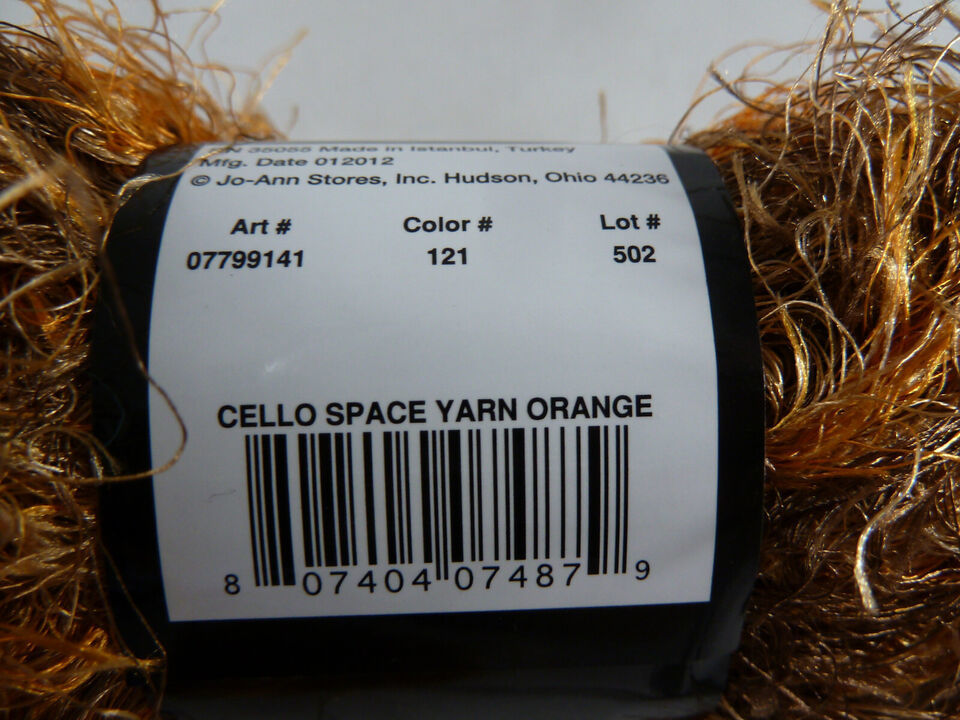 35055 Made in Istanbul, Turkey
Mfg. Date 012012
© Jo-Ann Stores, Inc. Hudson, Ohio 44236
Art # Color # Lot #
07799141 121 502
CELLO SPACE YARN ORANGE
8 07404 07487 9